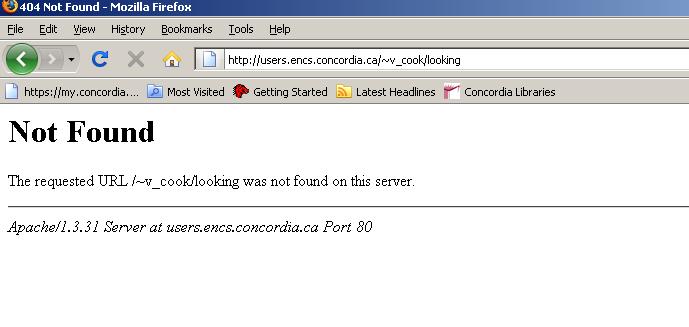 404 Not Found - Mozilla Firefox
File Edit View History Bookmarks Tools Help
http://users.encs.concordia.ca/~v_cook/looking
https://my.concordia.... Most Visited Getting Started Latest Headlines Concordia Libraries
Not Found
The requested URL /~v_cook/looking was not found on this server.
Apache/1.3.31 Server at users.encs.concordia.ca Port 80